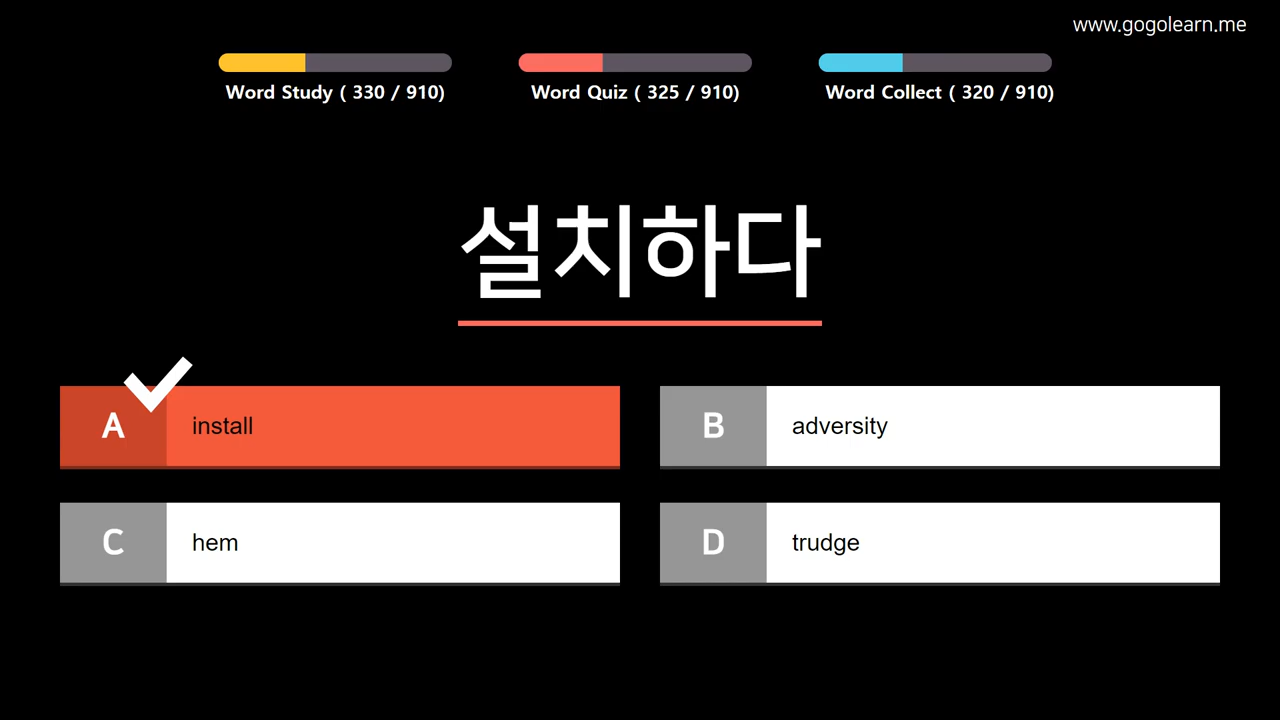 www.gogolearn.me
Word Study ( 330 / 910)
Word Quiz ( 325 / 910)
Word Collect ( 320 / 910)
설치하다
A
install
B
adversity
C
hem
D
trudge